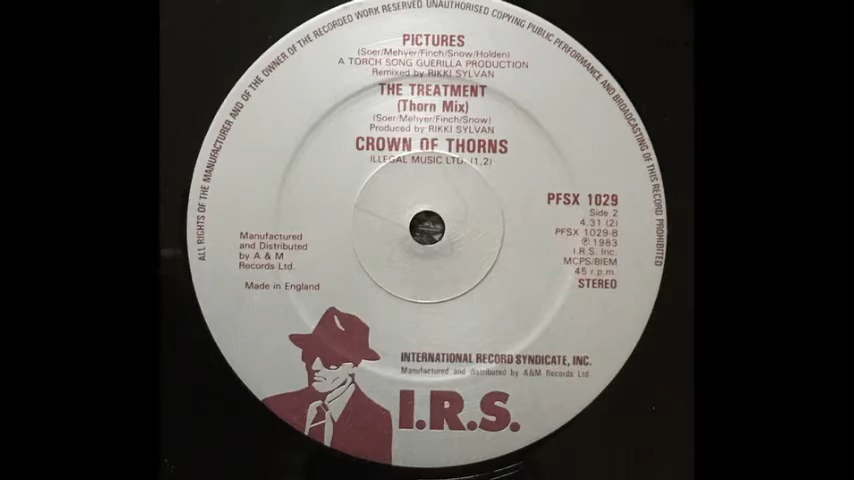 ALL RIGHTS OF THE MANUFACTURER AND OF THE OWNER OF THE RECORDED WORK RESERVED UNAUTHORISED COPYING PUBLIC PERFORMANCE AND BROADCASTING OF THIS RECORD PROHIBITED
PICTURES
(Soer/Mehyer/Finch/Snow/Holden)
A TORCH SONG GUERILLA PRODUCTION
Remixed by RIKKI SYLVAN
THE TREATMENT
(Thorn Mix)
(Soer/Mehyer/Finch/Snow)
Produced by RIKKI SYLVAN
CROWN OF THORNS
ILLEGAL MUSIC LTD. (1,2)
PFSX 1029
Side 2
4.31 (2)
PFSX 1029-B
℗ 1983
I.R.S. Inc.
MCPS/BIEM
45 r.p.m.
STEREO
Manufactured
and Distributed
by A & M
Records Ltd.
Made in England
INTERNATIONAL RECORD SYNDICATE, INC.
Manufactured and distributed by A&M Records Ltd.
I.R.S.